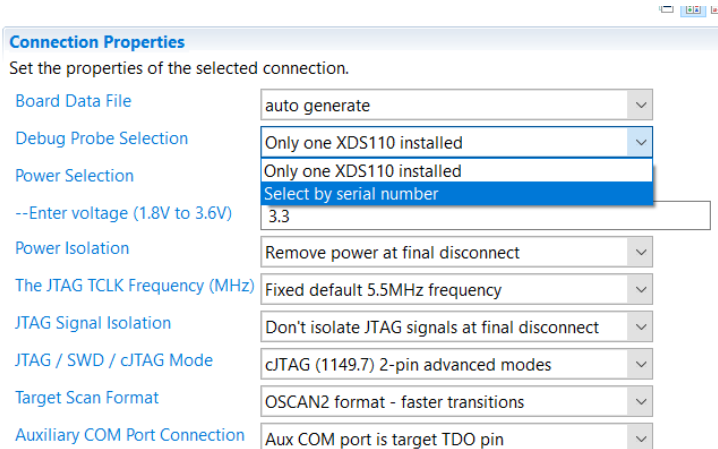 Connection Properties
Set the properties of the selected connection.
Board Data File auto generate
Debug Probe Selection Only one XDS110 installed
Only one XDS110 installed
Power Selection
Select by serial number
--Enter voltage (1.8V to 3.6V) 3.3
Power Isolation Remove power at final disconnect
The JTAG TCLK Frequency (MHz) Fixed default 5.5MHz frequency
JTAG Signal Isolation Don't isolate JTAG signals at final disconnect
JTAG / SWD / cJTAG Mode cJTAG (1149.7) 2-pin advanced modes
Target Scan Format OSCAN2 format - faster transitions
Auxiliary COM Port Connection Aux COM port is target TDO pin